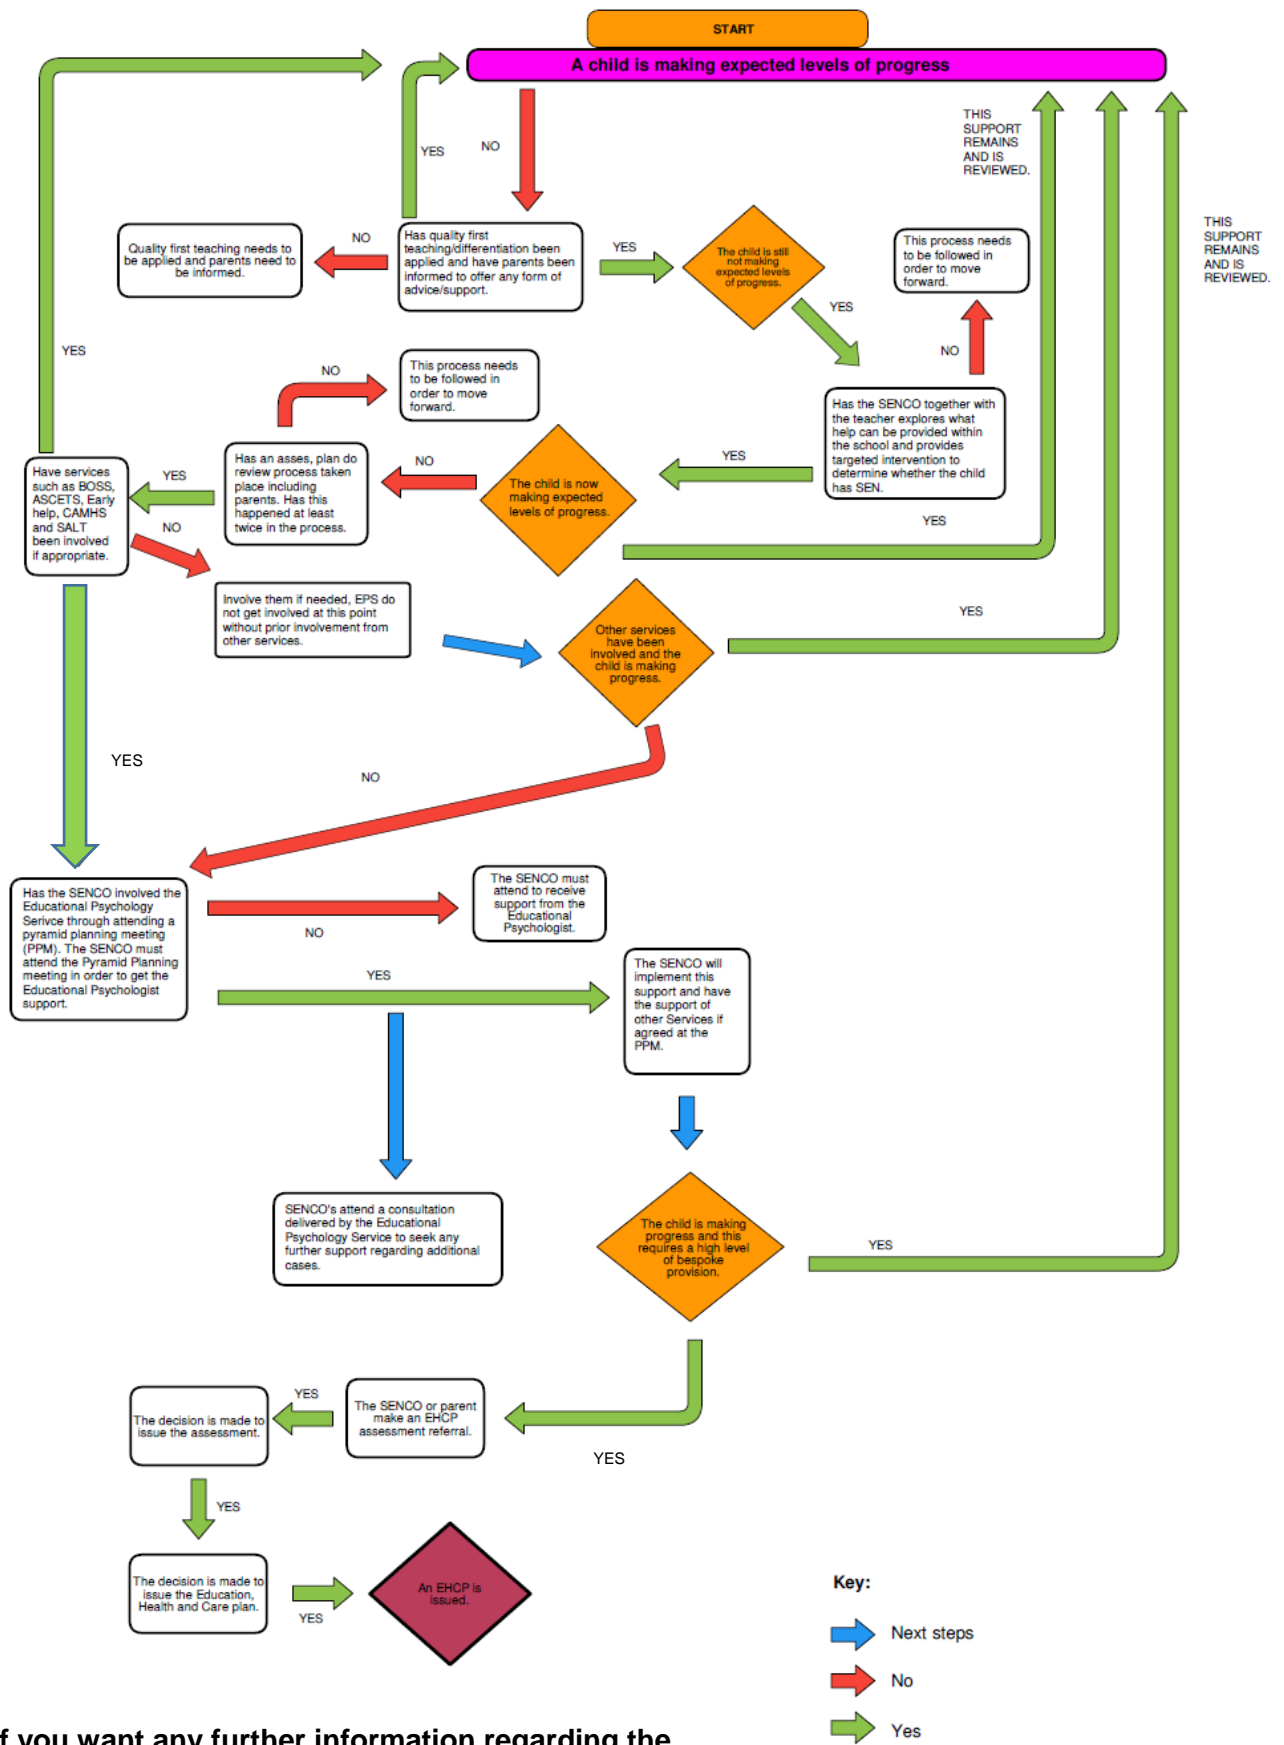 START
A child is making expected levels of progress
YES
NO
THIS
SUPPORT
REMAINS
AND IS
REVIEWED.
THIS
SUPPORT
REMAINS
AND IS
REVIEWED.
Quality first teaching needs to
be applied and parents need to
be informed.
NO
Has quality first
teaching/differentiation been
applied and have parents been
informed to offer any form of
advice/support.
YES
The child is still
not making
expected levels
of progress.
This process needs
to be followed in
order to move
forward.
YES
NO
YES
NO
This process needs
to be followed in
order to move
forward.
Has the SENCO together with
the teacher explores what
help can be provided within
the school and provides
targeted intervention to
determine whether the child
has SEN.
YES
The child is now
making expected
levels of progress.
NO
Has an asses, plan do
review process taken
place including
parents. Has this
happened at least
twice in the process.
YES
Have services
such as BOSS,
ASCETS, Early
help, CAMHS
and SALT
been involved
if appropriate.
NO
YES
Involve them if needed, EPS do
not get involved at this point
without prior involvement from
other services.
Other services
have been
involved and the
child is making
progress.
YES
YES
NO
Has the SENCO involved the
Educational Psychology
Serivce through attending a
pyramid planning meeting
(PPM). The SENCO must
attend the Pyramid Planning
meeting in order to get the
Educational Psychologist
support.
NO
The SENCO must
attend to receive
support from the
Educational
Psychologist.
YES
The SENCO will
implement this
support and have
the support of
other Services if
agreed at the
PPM.
SENCO's attend a consultation
delivered by the Educational
Psychology Service to seek any
further support regarding additional
cases.
The child is making
progress and this
requires a high level
of bespoke
provision.
YES
YES
The SENCO or parent
make an EHCP
assessment referral.
YES
The decision is made to
issue the assessment.
YES
The decision is made to
issue the Education,
Health and Care plan.
YES
An EHCP is
issued.
Key:
Next steps
No
Yes
f you want any further information regarding the